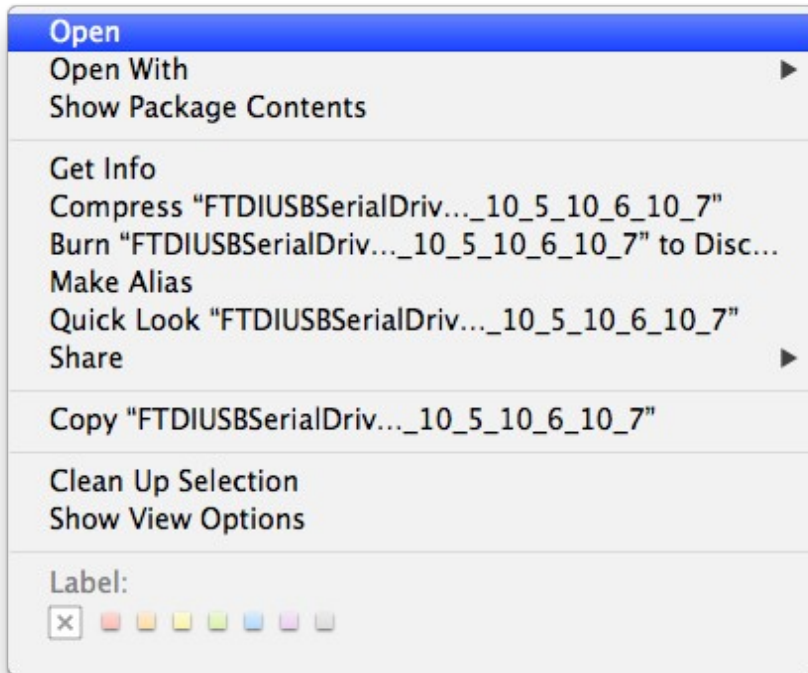 Open
Open With
Show Package Contents
Get Info
Compress “FTDIUSBSerialDriv..._10_5_10_6_10_7”
Burn “FTDIUSBSerialDriv..._10_5_10_6_10_7” to Disc...
Make Alias
Quick Look “FTDIUSBSerialDriv..._10_5_10_6_10_7”
Share
Copy “FTDIUSBSerialDriv..._10_5_10_6_10_7”
Clean Up Selection
Show View Options
Label: